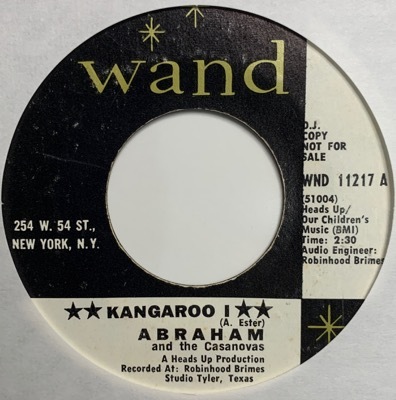 wand
D.J.
COPY
NOT FOR
SALE
WND 11217 A
(51004)
Heads Up/
Our Children's
Music (BMI)
Time: 2:30
Audio Engineer:
Robinhood Brimes
254 W. 54 ST.,
NEW YORK, N.Y.
★★ KANGAROO I ★★
(A. Ester)
ABRAHAM
and the Casanovas
A Heads Up Production
Recorded At: Robinhood Brimes
Studio Tyler, Texas